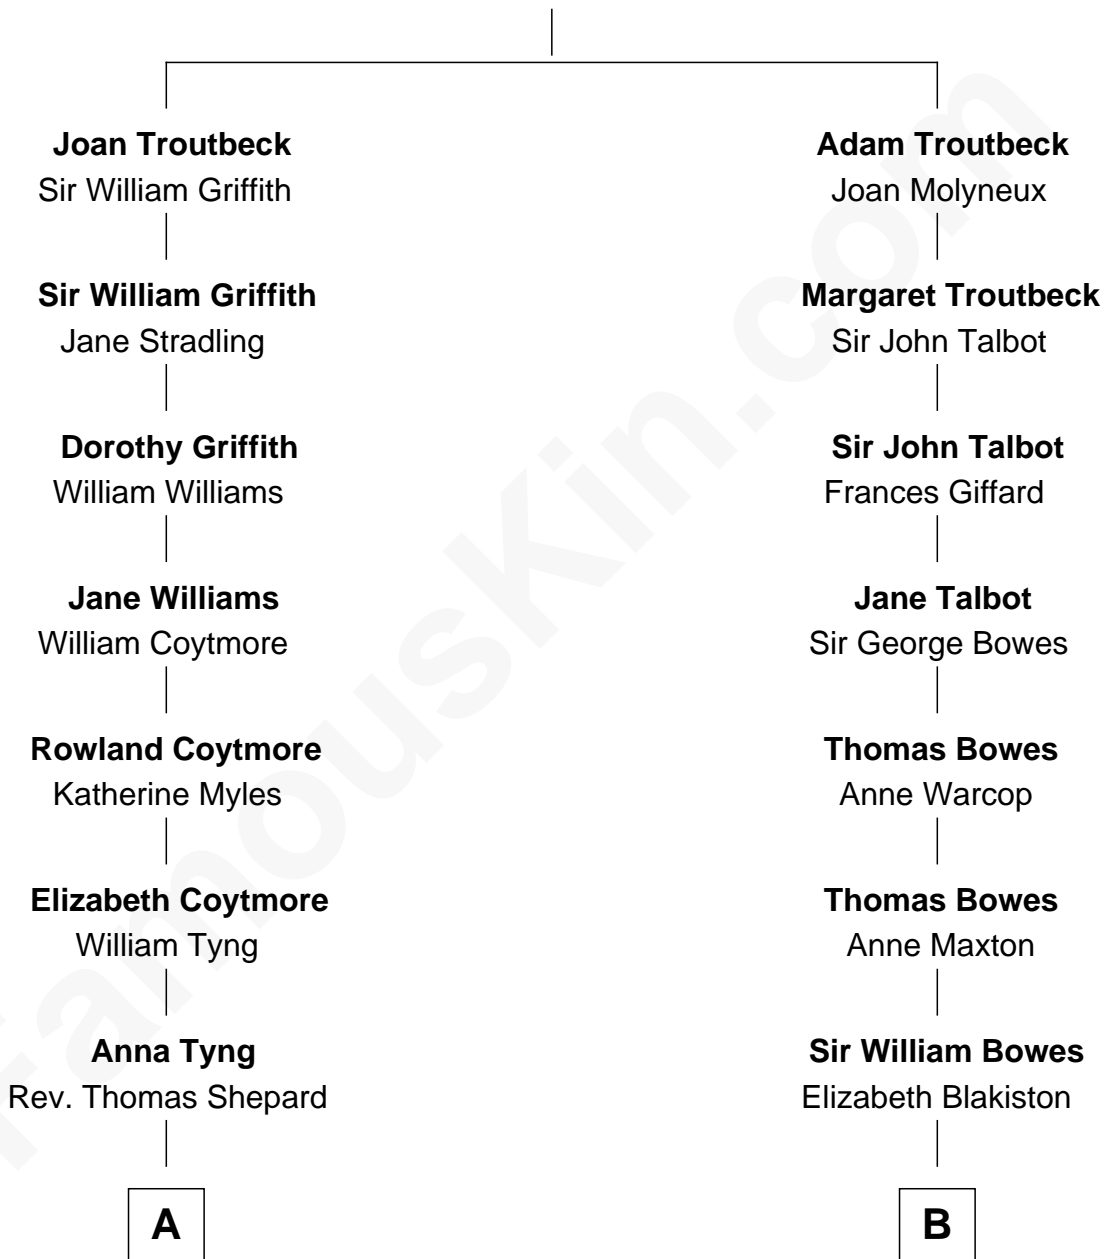 Joan Troutbeck
Sir William Griffith
Sir William Griffith
Jane Stradling
Dorothy Griffith
William Williams
Jane Williams
William Coytmore
Rowland Coytmore
Katherine Myles
Elizabeth Coytmore
William Tyng
Anna Tyng
Rev. Thomas Shepard
A
Adam Troutbeck
Joan Molyneux
Margaret Troutbeck
Sir John Talbot
Sir John Talbot
Frances Giffard
Jane Talbot
Sir George Bowes
Thomas Bowes
Anne Warcop
Thomas Bowes
Anne Maxton
Sir William Bowes
Elizabeth Blakiston
B
FamousKin.com